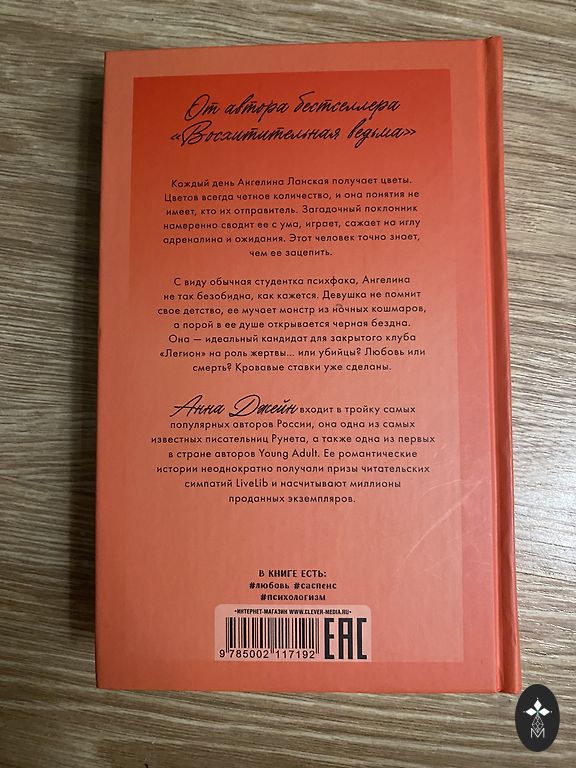 От автора бестселлера
«Восхитительная ведьма»
Каждый день Ангелина Ланская получает цветы.
Цветов всегда четное количество, и она понятия не
имеет, кто их отправитель. Загадочный поклонник
намеренно сводит ее с ума, играет, сажает на иглу
адреналина и ожидания. Этот человек точно знает,
чем ее зацепить.
С виду обычная студентка психфака, Ангелина
не так безобидна, как кажется. Девушка не помнит
свое детство, ее мучает монстр из ночных кошмаров,
а порой в ее душе открывается черная бездна.
Она — идеальный кандидат для закрытого клуба
«Легион» на роль жертвы... или убийцы? Любовь или
смерть? Кровавые ставки уже сделаны.
Анна Джейн входит в тройку самых
популярных авторов России, она одна из самых
известных писательниц Рунета, а также одна из первых
в стране авторов Young Adult. Ее романтические
истории неоднократно получали призы читательских
симпатий LiveLib и насчитывают миллионы
проданных экземпляров.
В КНИГЕ ЕСТЬ:
#любовь #саспенс
#психологизм
•ИНТЕРНЕТ-МАГАЗИН WWW.CLEVER-MEDIA.RU•
9 785002 117192
EAC
M